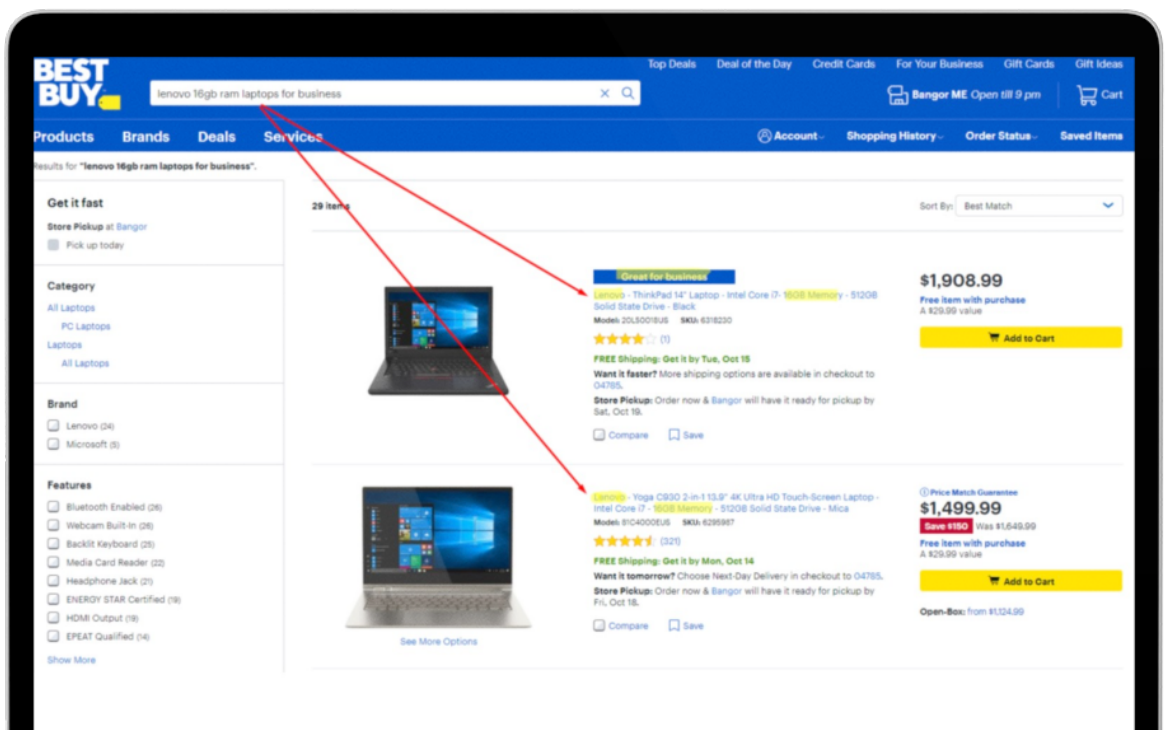 BEST BUY
Top Deals Deal of the Day Credit Cards For Your Business Gift Cards Gift Ideas
lenovo 16gb ram laptops for business
Bangor ME Open till 9 pm Cart
Products Brands Deals Services Account Shopping History Order Status Saved Items
Results for "lenovo 16gb ram laptops for business".
Get it fast
Store Pickup at Bangor
Pick up today
Category
All Laptops
PC Laptops
Laptops
All Laptops
Brand
Lenovo (24)
Microsoft (5)
Features
Bluetooth Enabled (28)
Webcam Built-In (26)
Backlit Keyboard (25)
Media Card Reader (22)
Headphone Jack (21)
ENERGY STAR Certified (19)
HDMI Output (19)
EPEAT Qualified (14)
Show More
29 items
Sort By: Best Match
Great for business
Lenovo - ThinkPad 14" Laptop - Intel Core i7- 16GB Memory - 512GB
Solid State Drive - Black
Model: 20L50018US SKU: 6318230
(1)
FREE Shipping: Get it by Tue, Oct 15
Want it faster? More shipping options are available in checkout to
04785.
Store Pickup: Order now & Bangor will have it ready for pickup by
Sat, Oct 19.
Compare Save
$1,908.99
Free item with purchase
A $29.99 value
Add to Cart
See More Options
Lenovo - Yoga C930 2-in-1 13.9" 4K Ultra HD Touch-Screen Laptop -
Intel Core i7 - 16GB Memory - 512GB Solid State Drive - Mica
Model: 81C4000EUS SKU: 6295987
(321)
FREE Shipping: Get it by Mon, Oct 14
Want it tomorrow? Choose Next-Day Delivery in checkout to 04785.
Store Pickup: Order now & Bangor will have it ready for pickup by
Fri, Oct 18.
Compare Save
Price Match Guarantee
$1,499.99
Save $150 Was $1,649.99
Free item with purchase
A $29.99 value
Add to Cart
Open-Box: from $1,124.99